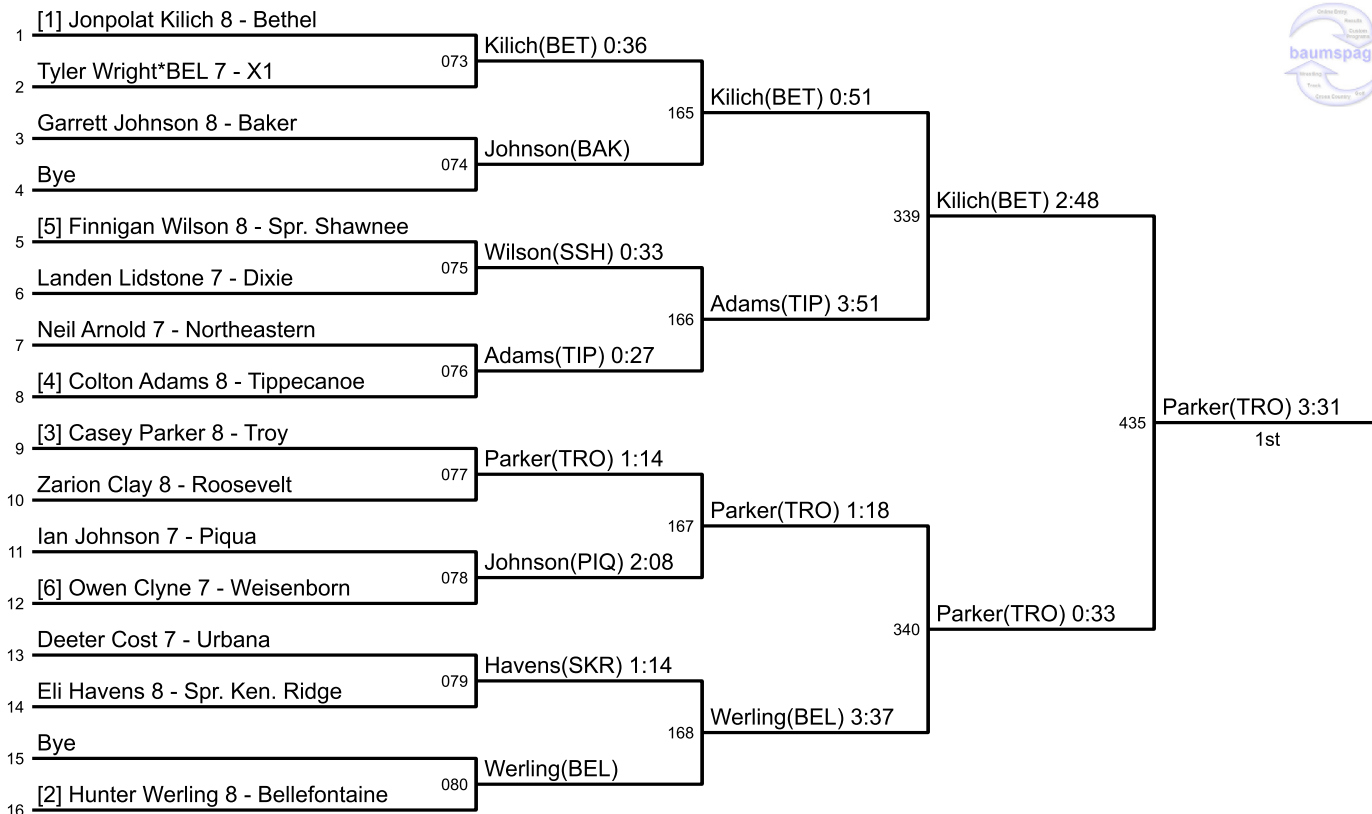 [1] Jonpolat Kilich 8 - Bethel
1
Tyler Wright*BEL 7 - X1
2
073
Kilich(BET) 0:36
Garrett Johnson 8 - Baker
3
Bye
4
074
Johnson(BAK)
165
Kilich(BET) 0:51
[5] Finnigan Wilson 8 - Spr. Shawnee
5
Landen Lidstone 7 - Dixie
6
075
Wilson(SSH) 0:33
Neil Arnold 7 - Northeastern
7
[4] Colton Adams 8 - Tippecanoe
8
076
Adams(TIP) 0:27
166
Adams(TIP) 3:51
339
Kilich(BET) 2:48
[3] Casey Parker 8 - Troy
9
Zarion Clay 8 - Roosevelt
10
077
Parker(TRO) 1:14
Ian Johnson 7 - Piqua
11
[6] Owen Clyne 7 - Weisenborn
12
078
Johnson(PIQ) 2:08
167
Parker(TRO) 1:18
Deeter Cost 7 - Urbana
13
Eli Havens 8 - Spr. Ken. Ridge
14
079
Havens(SKR) 1:14
Bye
15
[2] Hunter Werling 8 - Bellefontaine
16
080
Werling(BEL)
168
Werling(BEL) 3:37
340
Parker(TRO) 0:33
435
Parker(TRO) 3:31
1st
baumspag